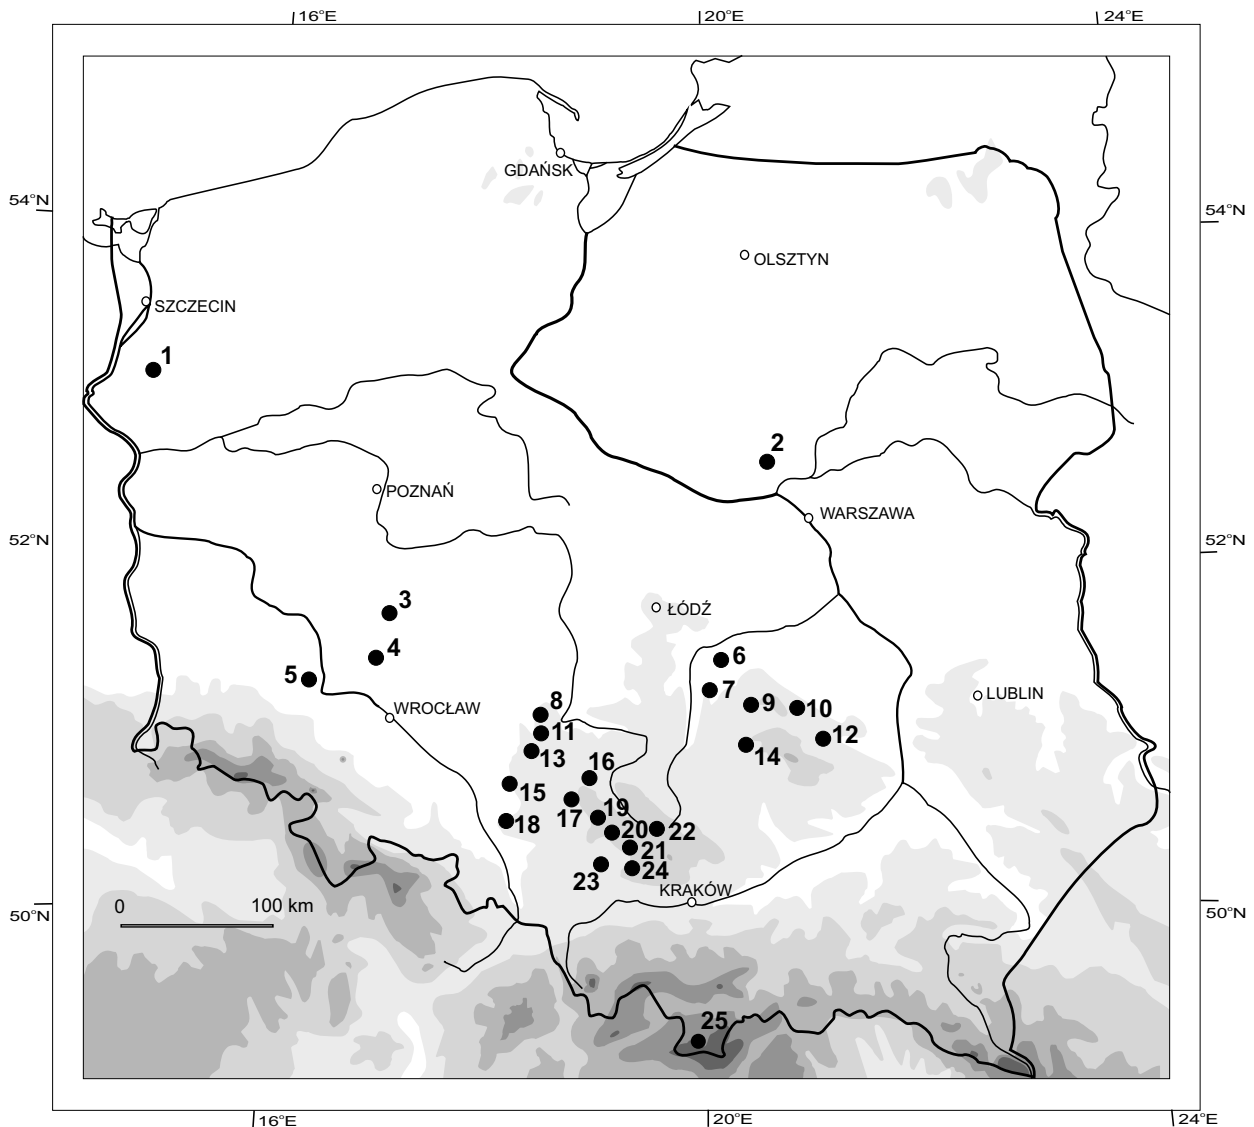 16°E 20°E 24°E
GDAŃSK
54°N 54°N
OLSZTYN
SZCZECIN
1
2
POZNAŃ
WARSZAWA
52°N 52°N
3
ŁÓDŹ
4
6
5
7
LUBLIN
8
9
10
WROCŁAW
11
12
13
14
16
15
17
19
18
20
22
21
23
24
KRAKÓW
0 100 km
50°N 50°N
25
16°E 20°E 24°E